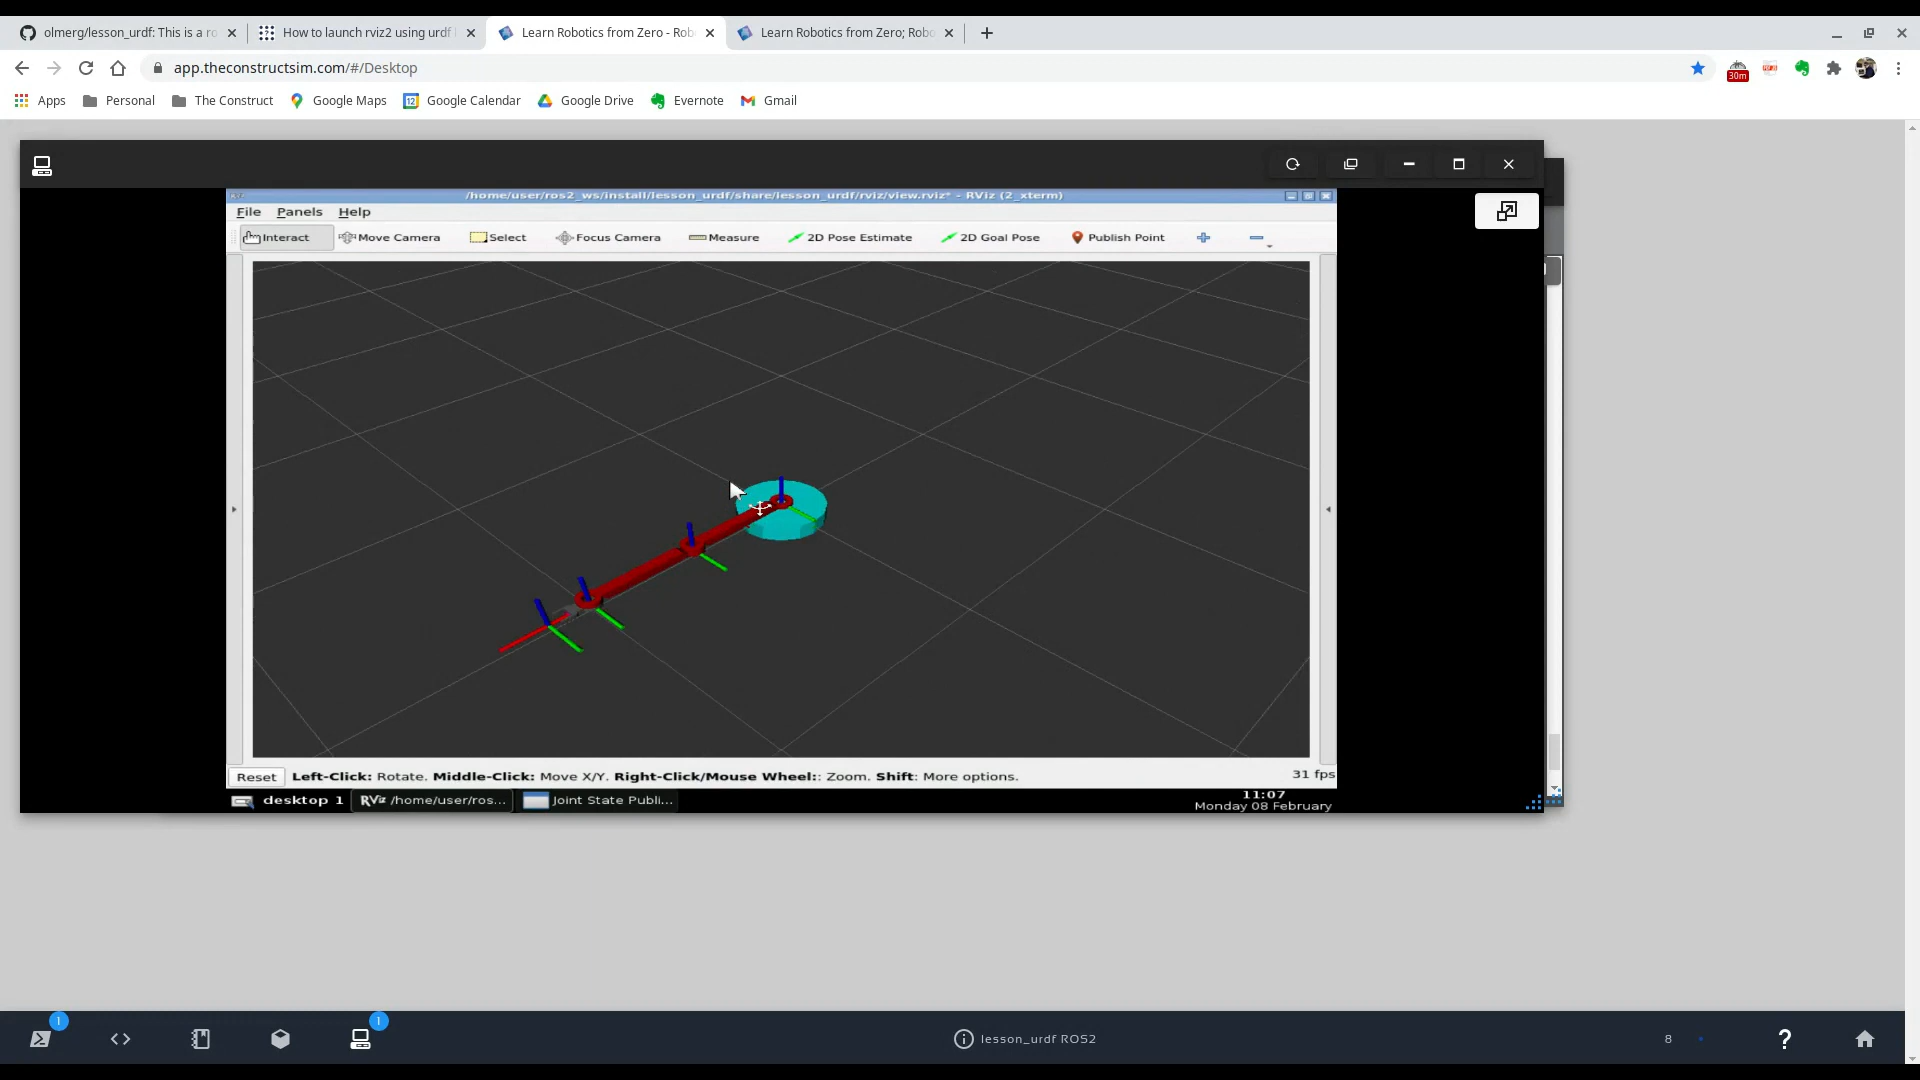 olmerg/lesson_urdf: This is a ro
How to launch rviz2 using urdf
Learn Robotics from Zero - Rob
Learn Robotics from Zero; Robo
app.theconstructsim.com/#/Desktop
30m
Apps
Personal
The Construct
Google Maps
Google Calendar
Google Drive
Evernote
Gmail
/home/user/ros2_ws/install/lesson_urdf/share/lesson_urdf/rviz/view.rviz* - RViz (2_xterm)
File Panels Help
Interact
Move Camera
Select
Focus Camera
Measure
2D Pose Estimate
2D Goal Pose
Publish Point
Reset Left-Click: Rotate. Middle-Click: Move X/Y. Right-Click/Mouse Wheel:: Zoom. Shift: More options.
31 fps
desktop 1
RViz /home/user/ros...
Joint State Publi...
11:07
Monday 08 February
1
1
lesson_urdf ROS2
8
?